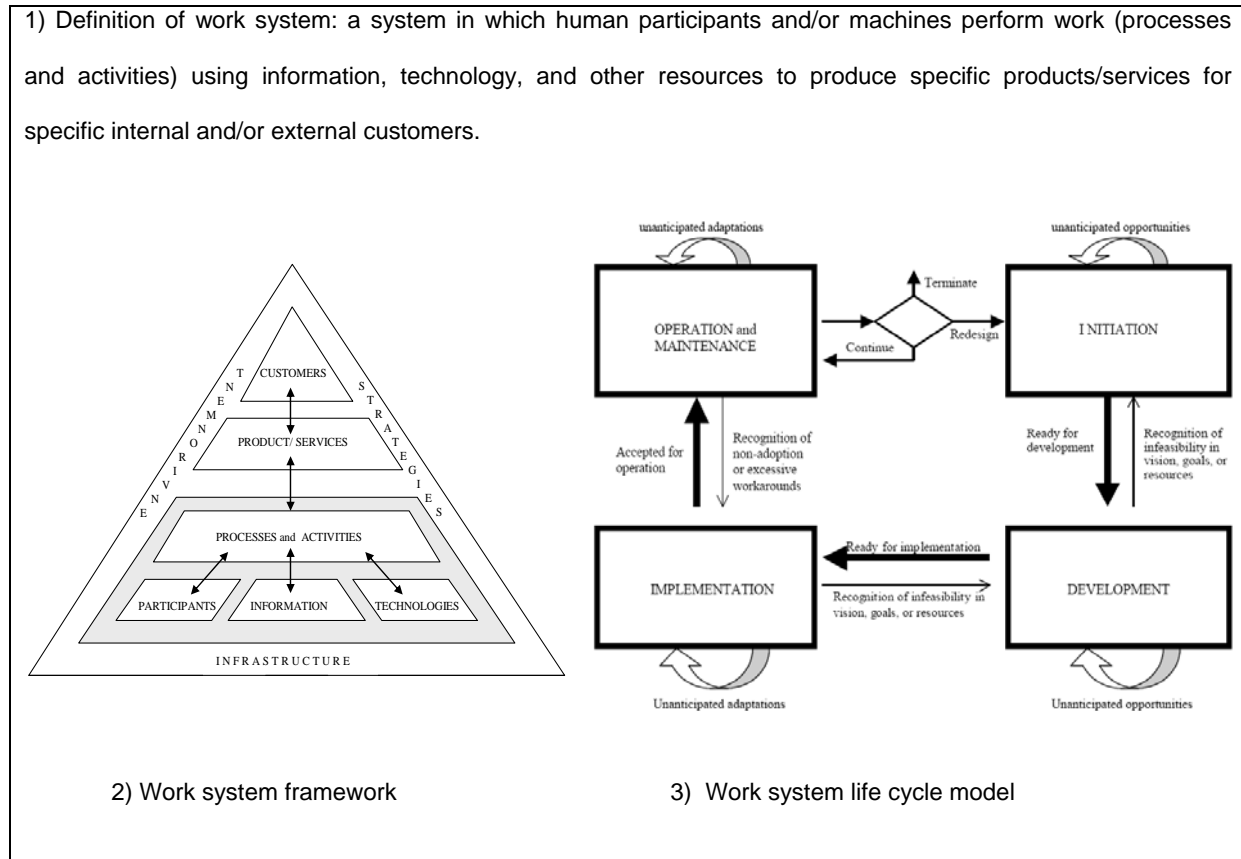 1) Definition of work system: a system in which human participants and/or machines perform work (processes
and activities) using information, technology, and other resources to produce specific products/services for
specific internal and/or external customers.
ENVIRONMENT
STRATEGIES
CUSTOMERS
PRODUCT/ SERVICES
PROCESSES and ACTIVITIES
PARTICIPANTS
INFORMATION
TECHNOLOGIES
INFRASTRUCTURE
2) Work system framework
unanticipated adaptations
unanticipated opportunities
OPERATION and
MAINTENANCE
Terminate
Continue
Redesign
I NITIATION
Accepted for
operation
Recognition of
non-adoption
or excessive
workarounds
Ready for
development
Recognition of
infeasibility in
vision, goals, or
resources
IMPLEMENTATION
Ready for implementation
Recognition of infeasibility in
vision, goals, or resources
DEVELOPMENT
Unanticipated adaptations
Unanticipated opportunities
3) Work system life cycle model